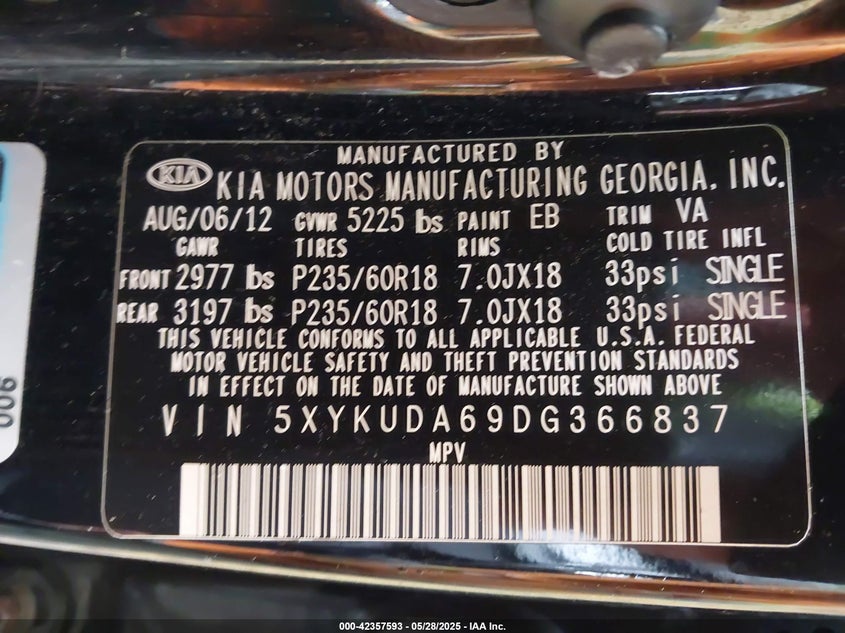 MANUFACTURED BY
KIA KIA MOTORS MANUFACTURING GEORGIA, INC.
AUG/06/12 GVWR 5225 lbs PAINT EB TRIM VA
GAWR TIRES RIMS COLD TIRE INFL
FRONT 2977 lbs P235/60R18 7.0JX18 33psi SINGLE
REAR 3197 lbs P235/60R18 7.0JX18 33psi SINGLE
THIS VEHICLE CONFORMS TO ALL APPLICABLE U.S.A. FEDERAL
MOTOR VEHICLE SAFETY AND THEFT PREVENTION STANDARDS
IN EFFECT ON THE DATE OF MANUFACTURE SHOWN ABOVE
VIN 5XYKUDA69DG366837
MPV
006
000-42357593 - 05/28/2025 - IAA Inc.